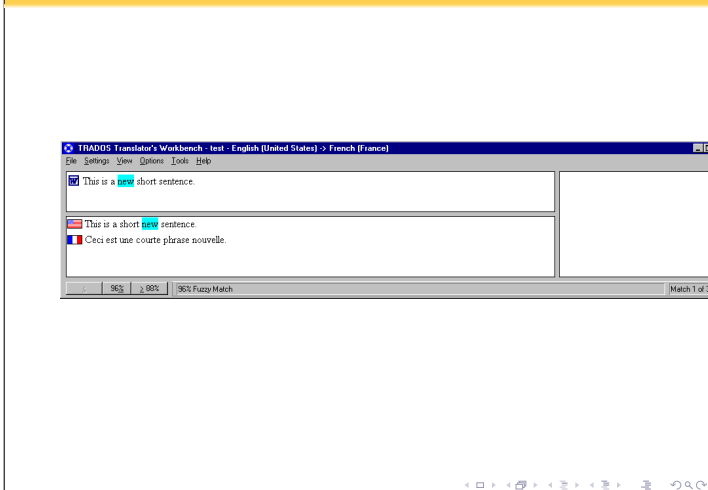 TRADOS Translator's Workbench - test - English (United States) -> French (France)
File Settings View Options Tools Help
This is a new short sentence.
This is a short new sentence.
Ceci est une courte phrase nouvelle.
96% ≥ 88% 96% Fuzzy Match Match 1 of